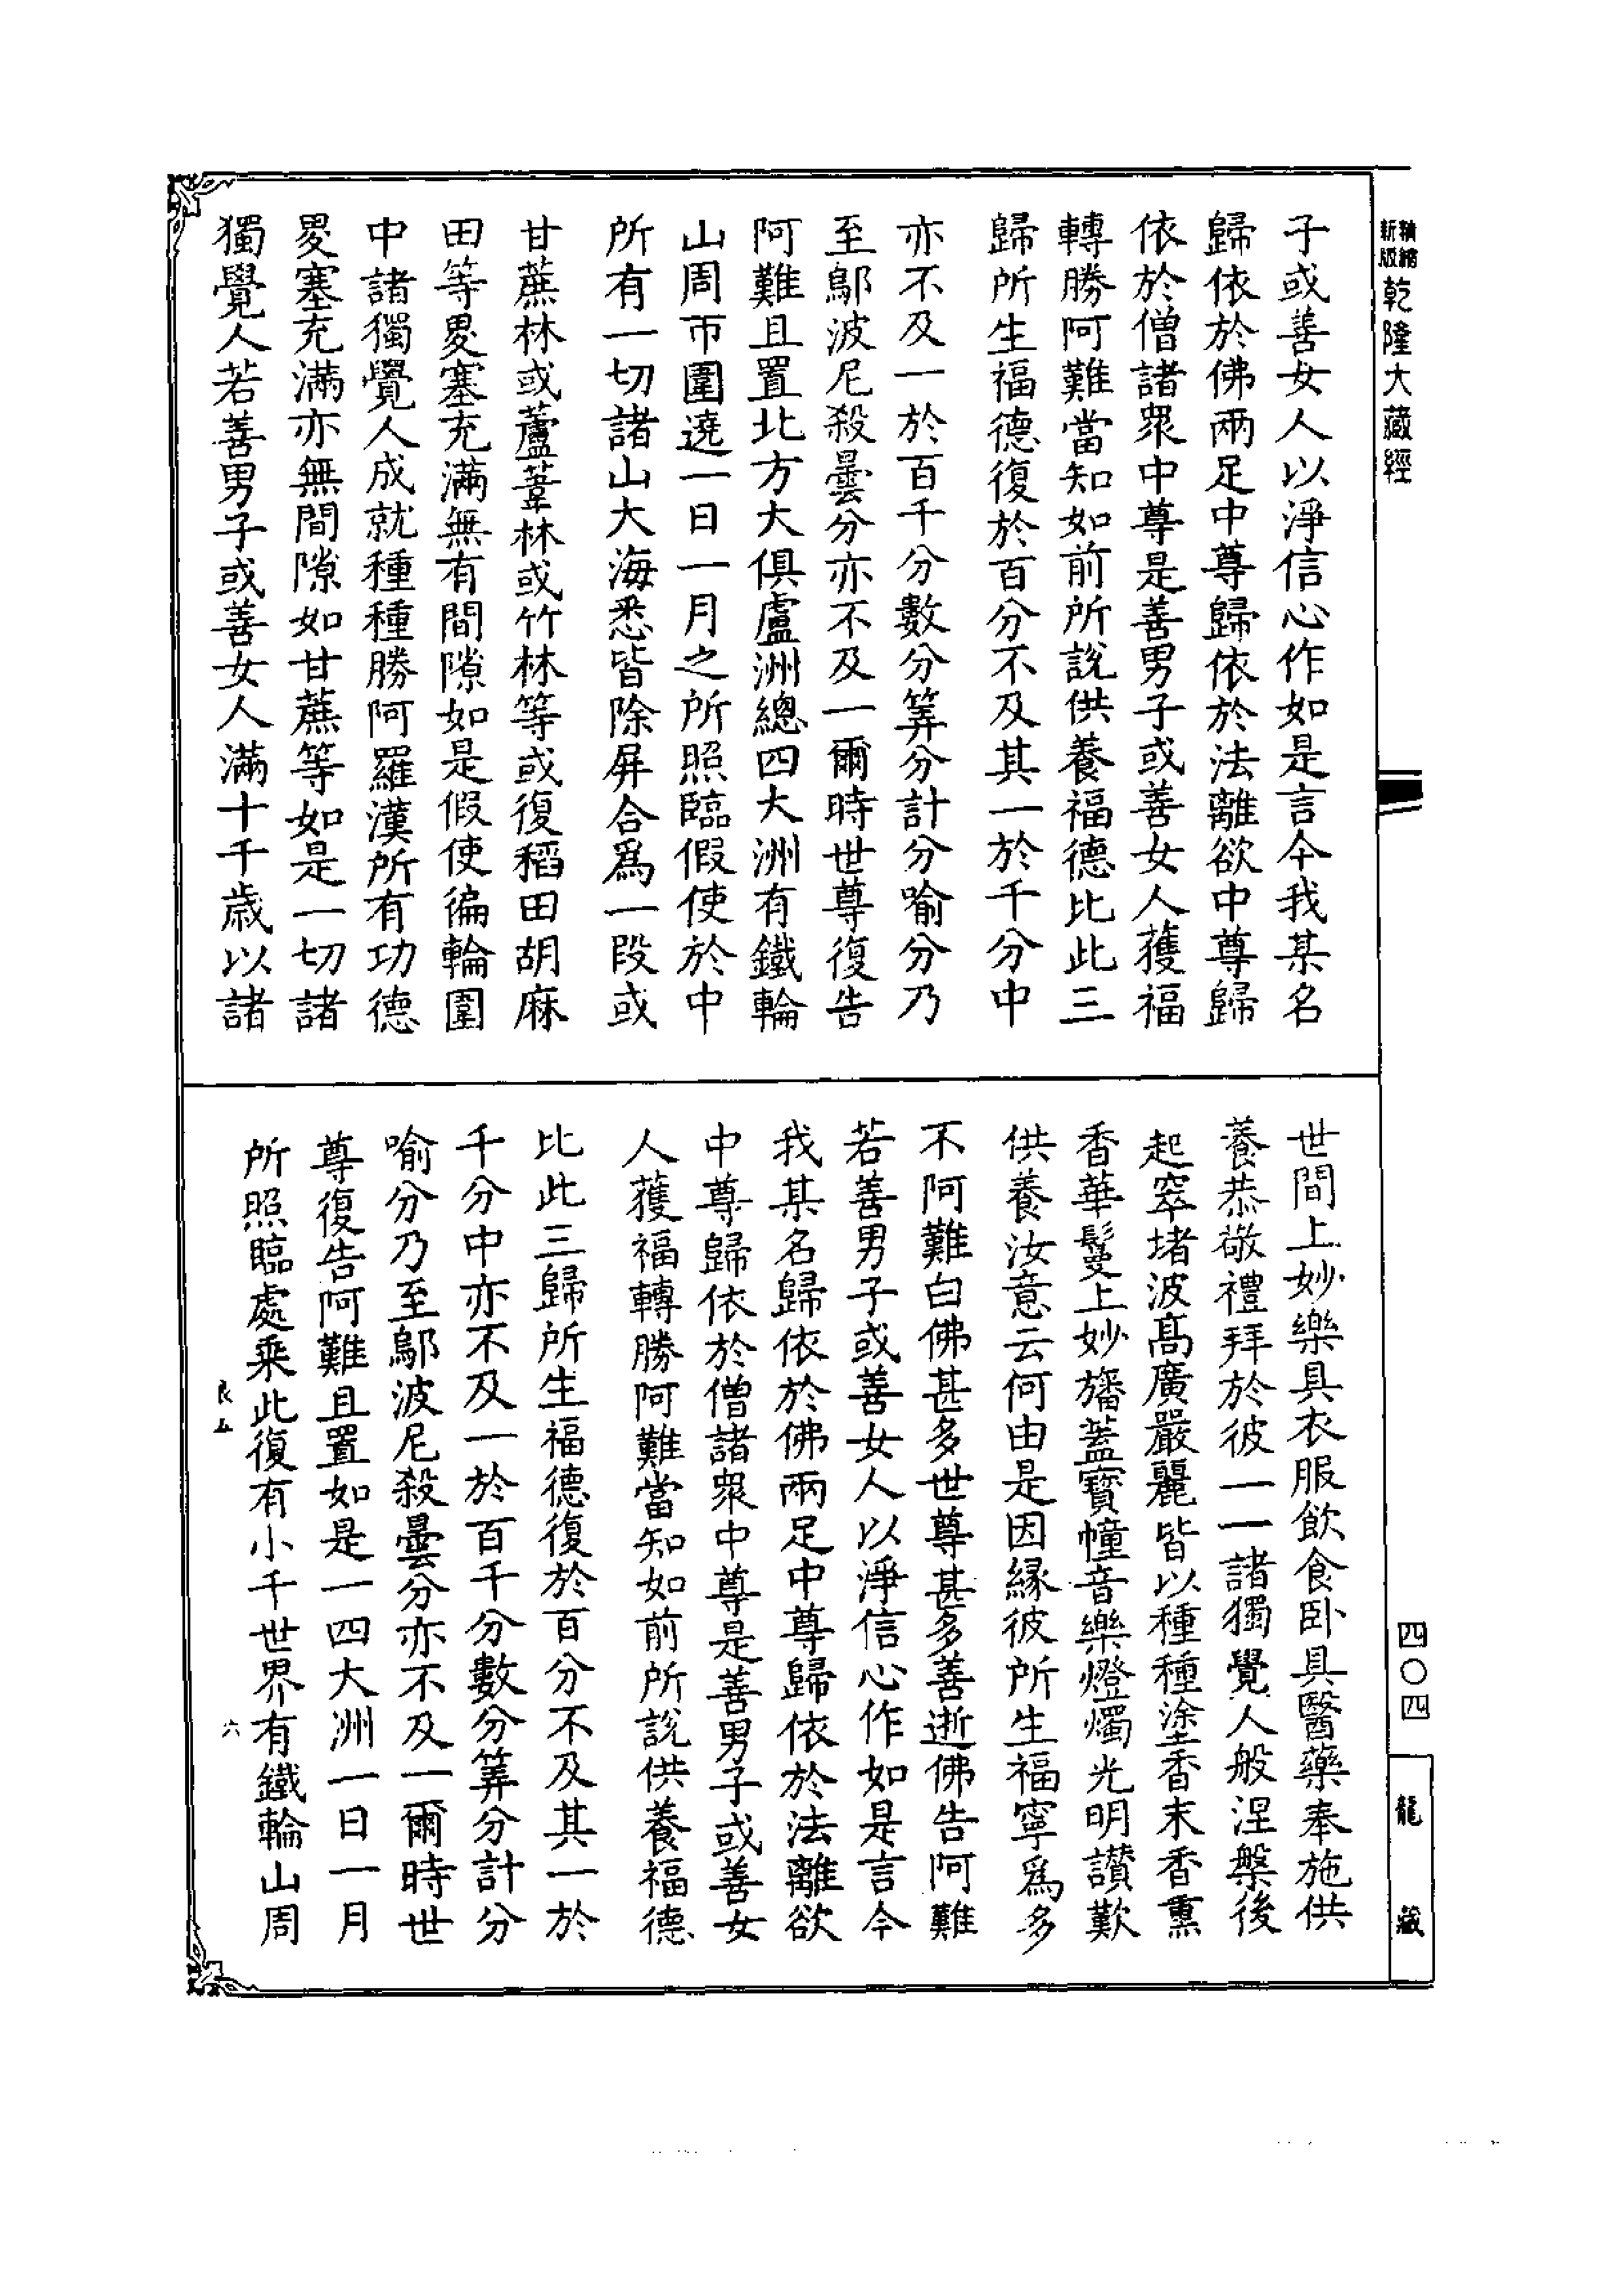 新版精縮乾隆大藏經
子或善女人以淨信心作如是言今我某名
歸依於佛兩足中尊歸依於法離欲中尊歸
依於僧諸衆中尊是善男子或善女人獲福
轉勝阿難當知如前所說供養福德比此三
歸所生福德復於百分不及其一於千分中
亦不及一於百千分數分筭分計分喻分乃
至鄔波尼殺曇分亦不及一爾時世尊復告
阿難且置北方大俱盧洲總四大洲有鐵輪
山周帀圍遶一日一月之所照臨假使於中
所有一切諸山大海悉皆除屏合為一段或
甘蔗林或蘆葦林或竹林等或復稻田胡麻
田等稠塞充滿無有間隙如是假使徧輪圍
中諸獨覺人成就種種勝阿羅漢所有功德
稠塞充滿亦無間隙如甘蔗等如是一切諸
獨覺人若善男子或善女人滿十千歲以諸
世間上妙樂具衣服飲食卧具醫藥奉施供
養恭敬禮拜於彼一一諸獨覺人般涅槃後
起窣堵波高廣嚴麗皆以種種塗香末香熏
香華鬘上妙旛蓋寶幢音樂燈燭光明讚歎
供養汝意云何由是因緣彼所生福寧為多
不阿難白佛甚多世尊甚多善逝佛告阿難
若善男子或善女人以淨信心作如是言今
我某名歸依於佛兩足中尊歸依於法離欲
中尊歸依於僧諸衆中尊是善男子或善女
人獲福轉勝阿難當知如前所說供養福德
比此三歸所生福德復於百分不及其一於
千分中亦不及一於百千分數分筭分計分
喻分乃至鄔波尼殺曇分亦不及一爾時世
尊復告阿難且置如是一四大洲一日一月
所照臨處乘此復有小千世界有鐵輪山周
六
四〇四
龍藏